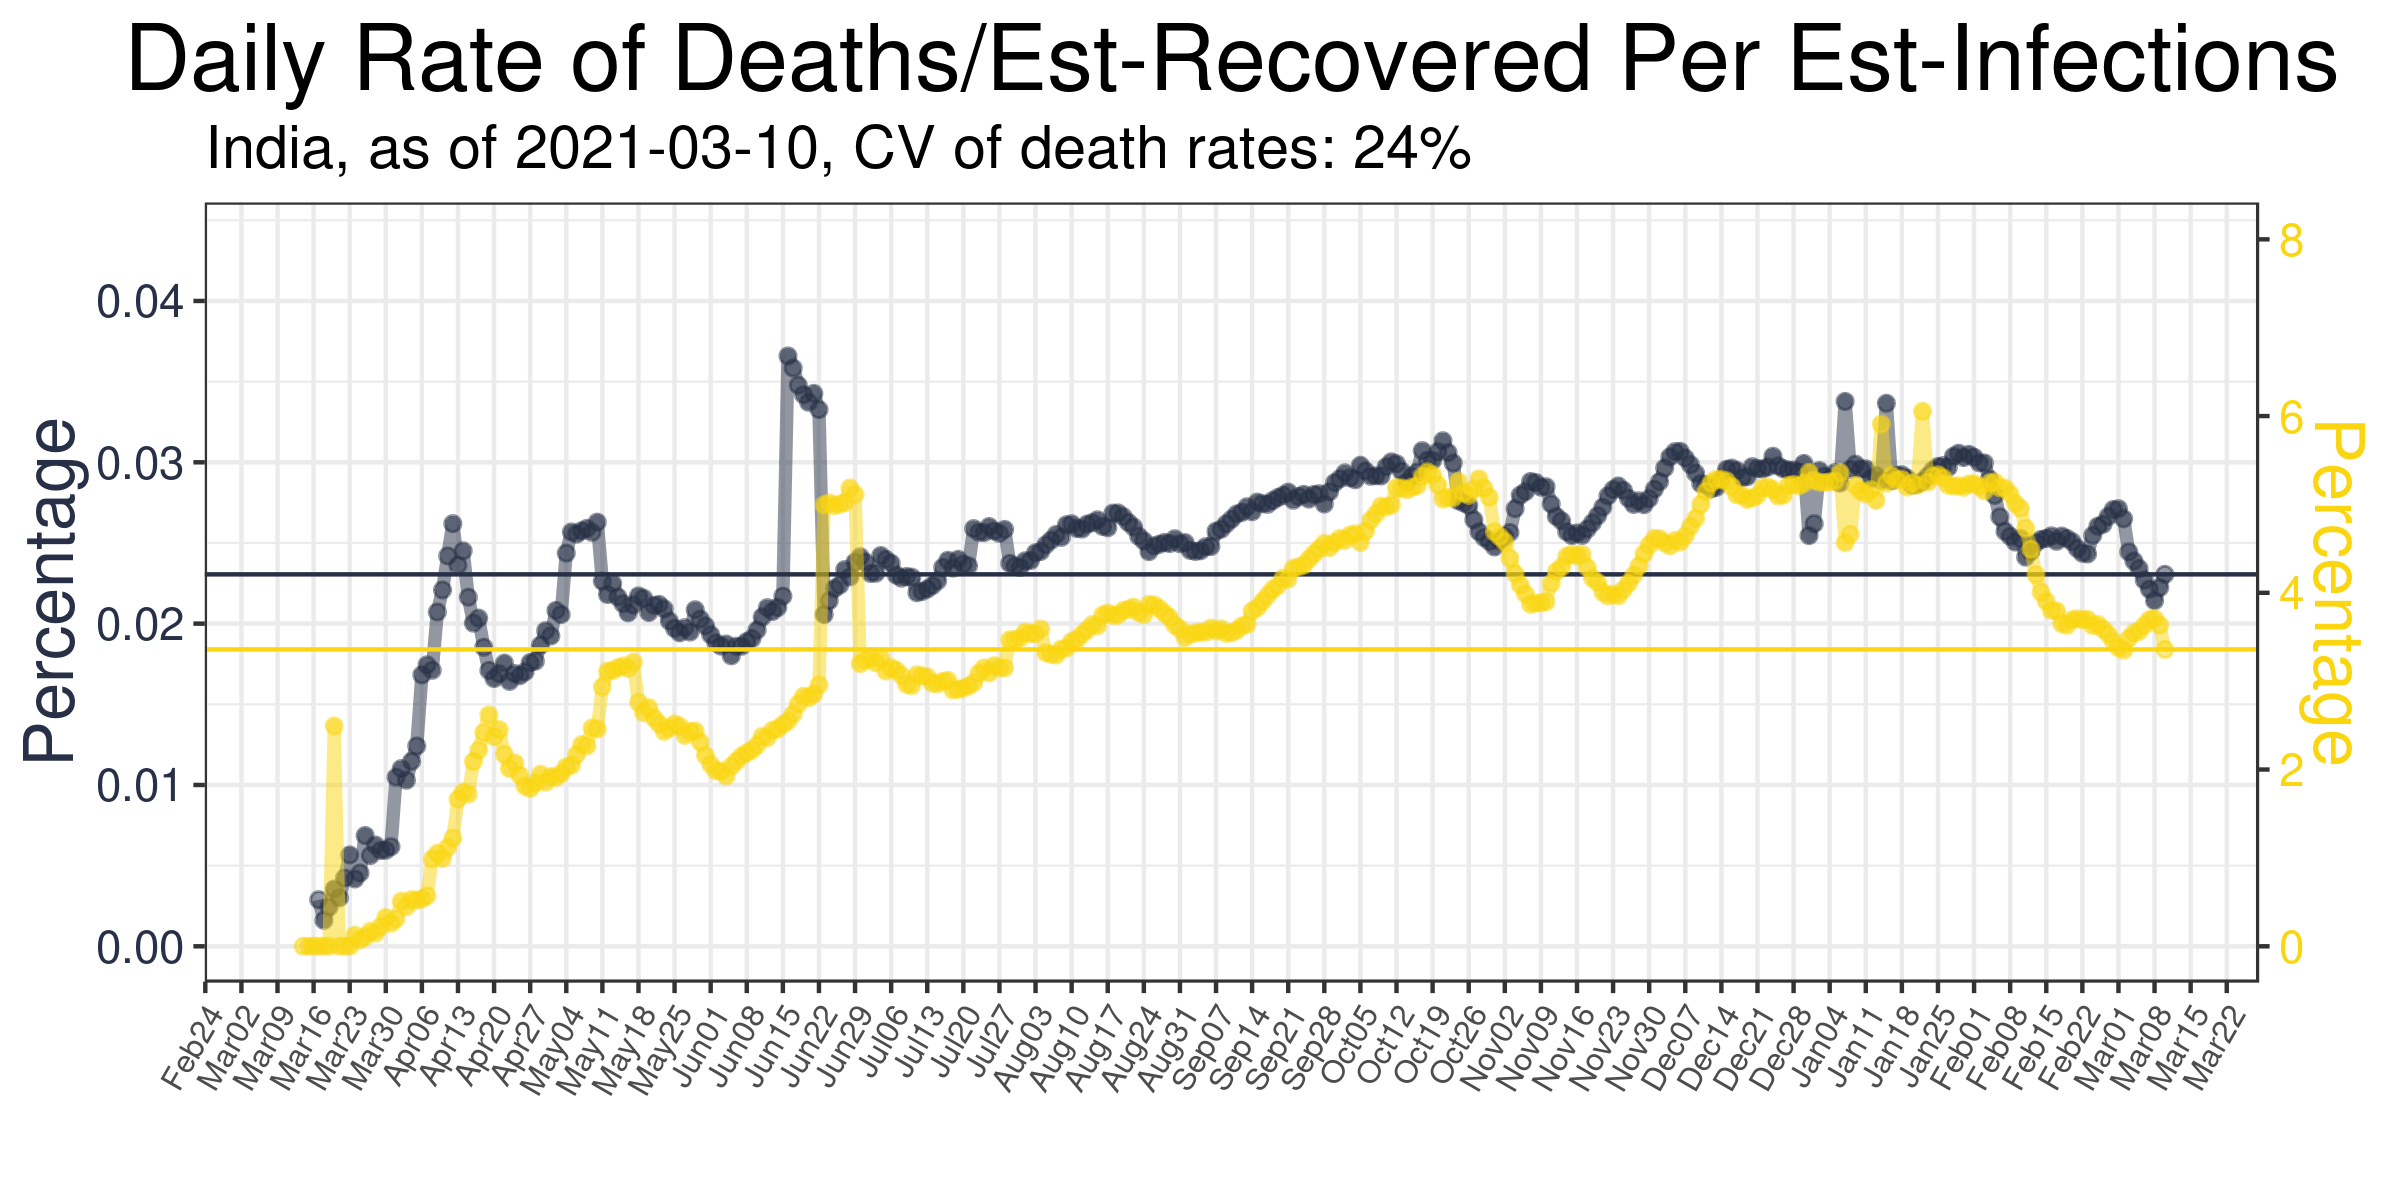 Daily Rate of Deaths/Est-Recovered Per Est-Infections
India, as of 2021-03-10, CV of death rates: 24%
Percentage
0.04
0.03
0.02
0.01
0.00
8
6
4
2
0
Percentage
Feb24
Mar02
Mar09
Mar16
Mar23
Mar30
Apr06
Apr13
Apr20
Apr27
May04
May11
May18
May25
Jun01
Jun08
Jun15
Jun22
Jun29
Jul06
Jul13
Jul20
Jul27
Aug03
Aug10
Aug17
Aug24
Aug31
Sep07
Sep14
Sep21
Sep28
Oct05
Oct12
Oct19
Oct26
Nov02
Nov09
Nov16
Nov23
Nov30
Dec07
Dec14
Dec21
Dec28
Jan04
Jan11
Jan18
Jan25
Feb01
Feb08
Feb15
Feb22
Mar01
Mar08
Mar15
Mar22